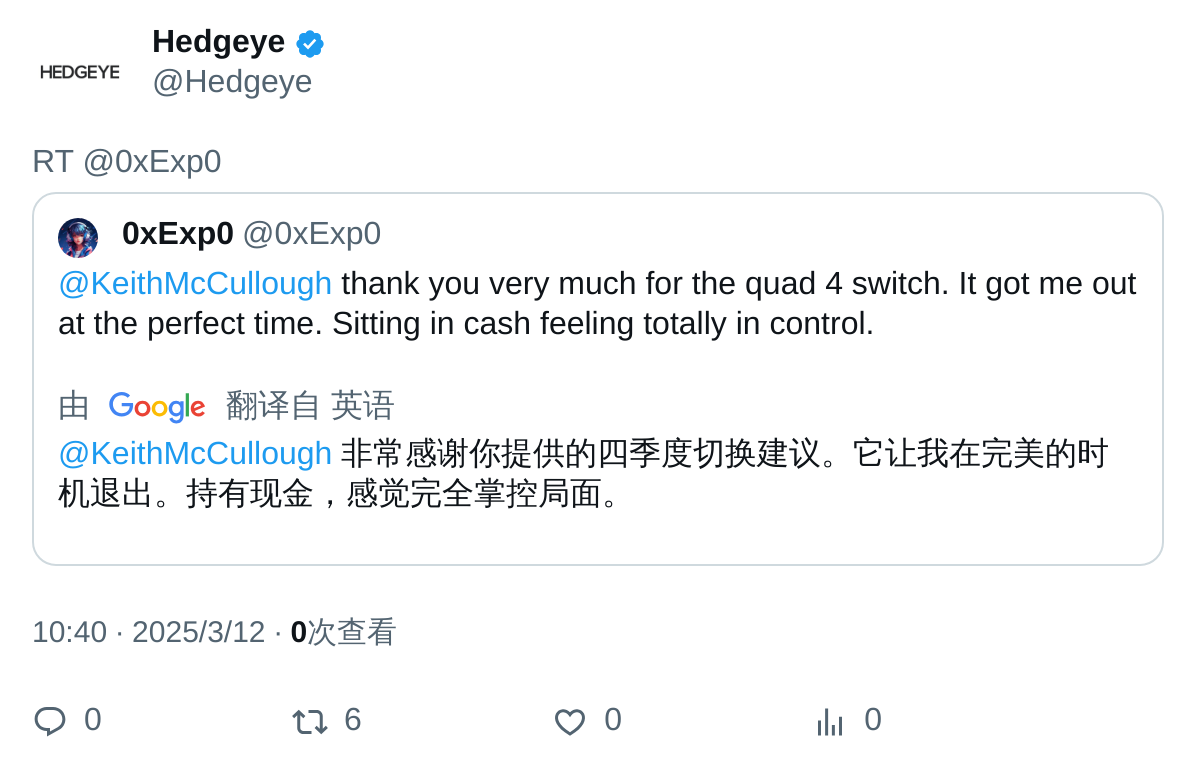 HEDGEYE
Hedgeye
@Hedgeye
RT @0xExp0
0xExp0 @0xExp0
@KeithMcCullough thank you very much for the quad 4 switch. It got me out
at the perfect time. Sitting in cash feeling totally in control.
由 Google 翻译自 英语
@KeithMcCullough 非常感谢你提供的四季度切换建议。它让我在完美的时
机退出。持有现金，感觉完全掌控局面。
10:40 · 2025/3/12 · 0次查看
0 6 0 0